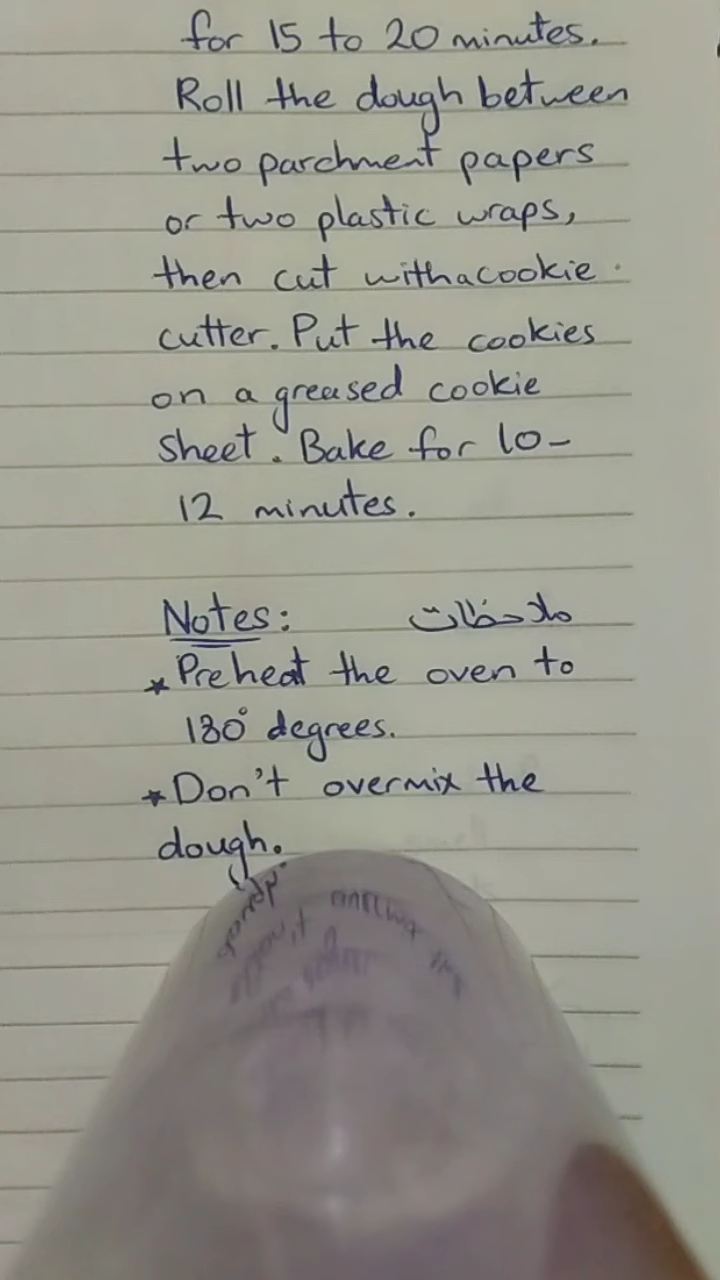 for 15 to 20 minutes.
Roll the dough between
two parchment papers
or two plastic wraps,
then cut with a cookie
cutter. Put the cookies
on a greased cookie
sheet. Bake for 10-
12 minutes.
Notes: ملاحظات
* Preheat the oven to
180° degrees.
* Don't overmix the
dough.